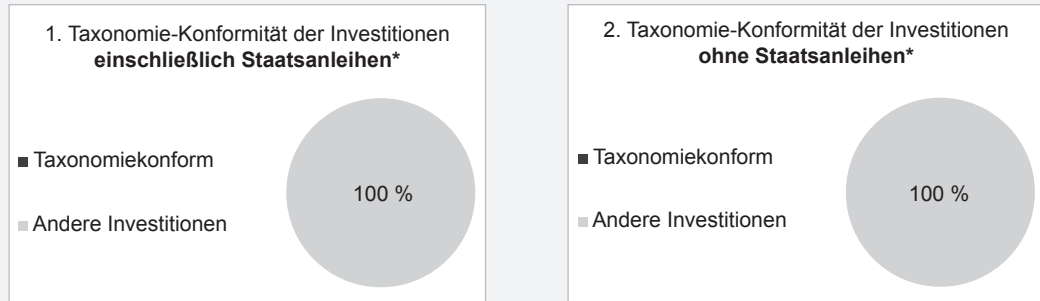 1. Taxonomie-Konformität der Investitionen
einschließlich Staatsanleihen*
Taxonomiekonform
100 %
Andere Investitionen
2. Taxonomie-Konformität der Investitionen
ohne Staatsanleihen*
Taxonomiekonform
100 %
Andere Investitionen